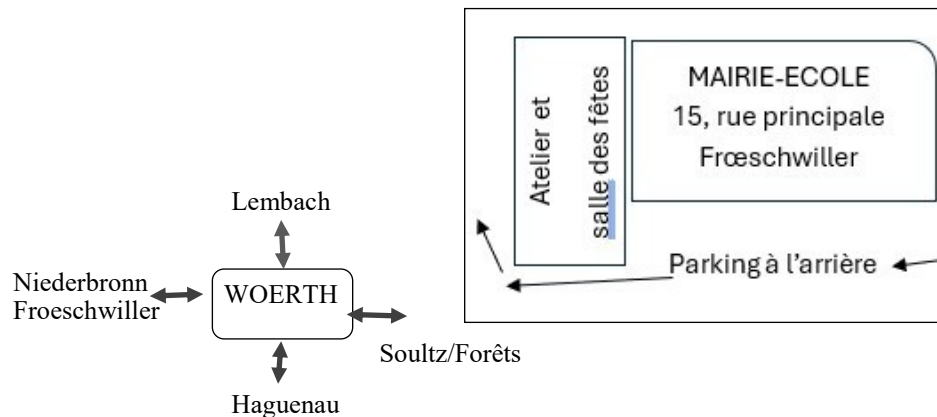 Lembach
Niederbronn
Froeschwiller
WOERTH
Soultz/Forêts
Haguenau
Atelier et
salle des fêtes
MAIRIE-ECOLE
15, rue principale
Frœschwiller
Parking à l’arrière